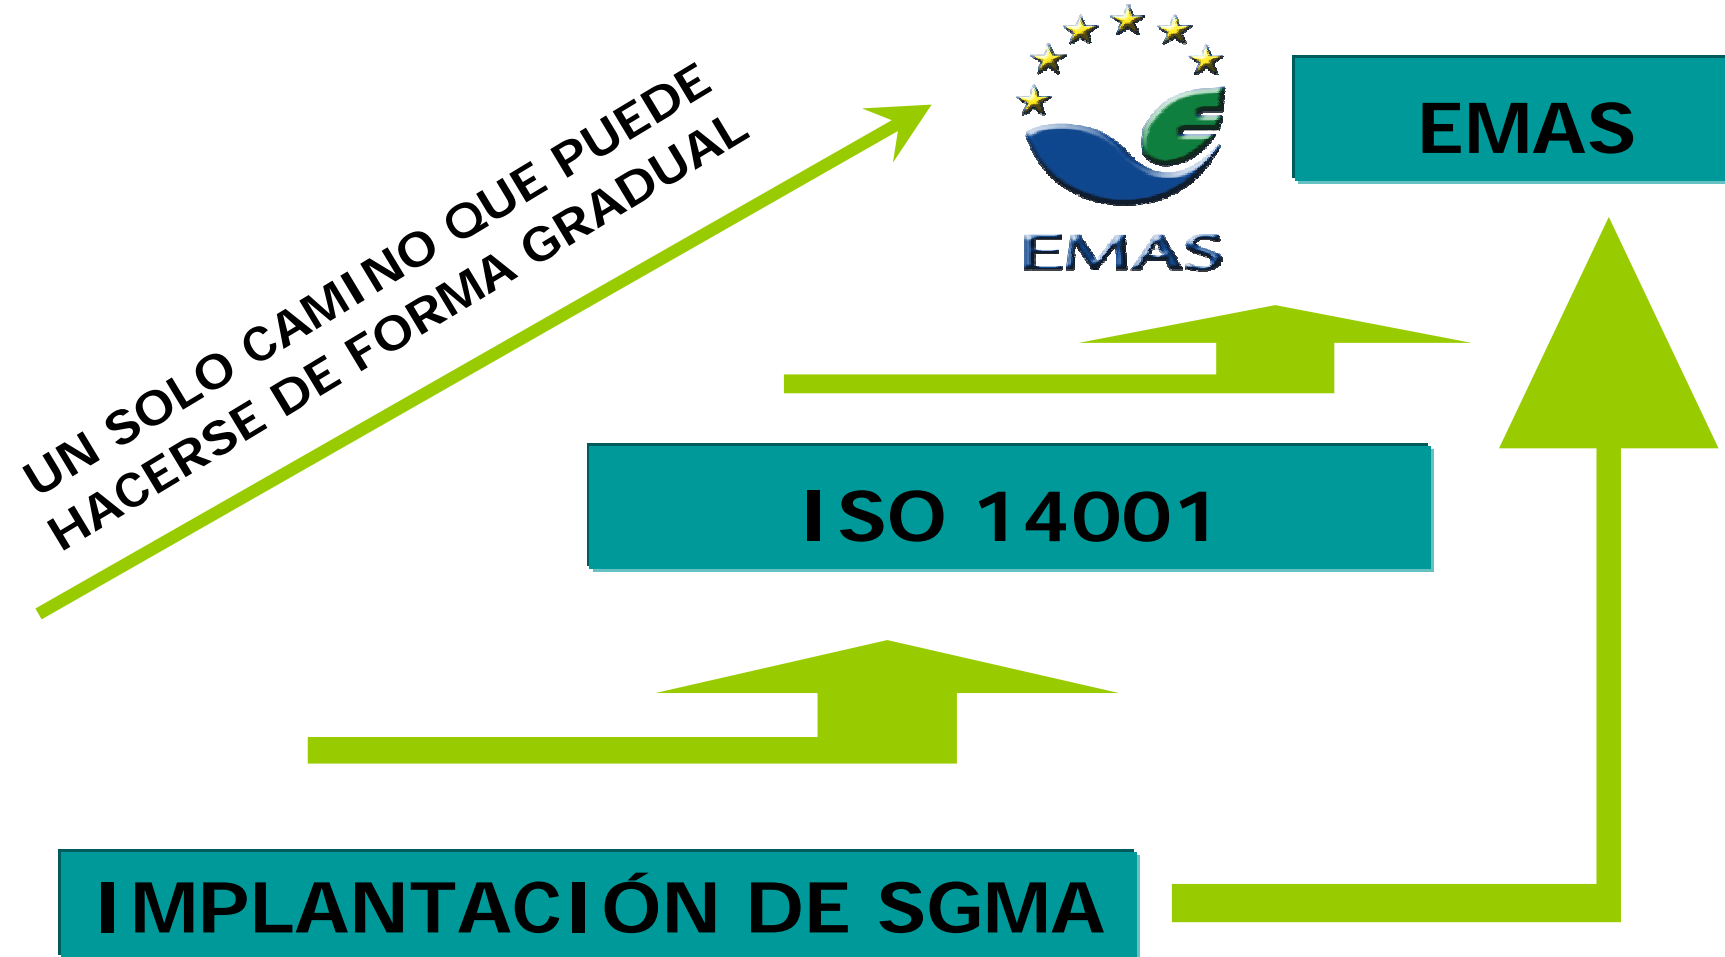 UN SOLO CAMINO QUE PUEDE
HACERSE DE FORMA GRADUAL
EMAS
EMAS
ISO 14001
IMPLANTACIÓN DE SGMA